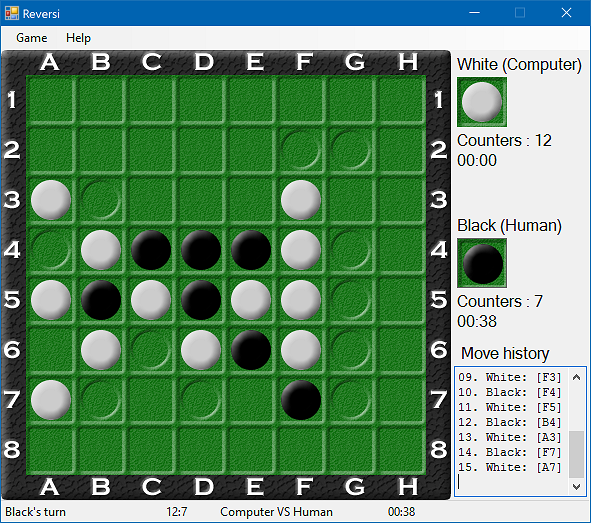 Reversi
Game Help
A B C D E F G H
White (Computer)
1 1
Counters : 12
2 2
00:00
3 3
Black (Human)
4 4
5 5
Counters : 7
00:38
6 6
Move history
09. White: [F3]
7 7
10. Black: [F4]
11. White: [F5]
12. Black: [B4]
13. White: [A3]
8 8
14. Black: [F7]
15. White: [A7]
A B C D E F G H
Black's turn 12:7 Computer VS Human 00:38